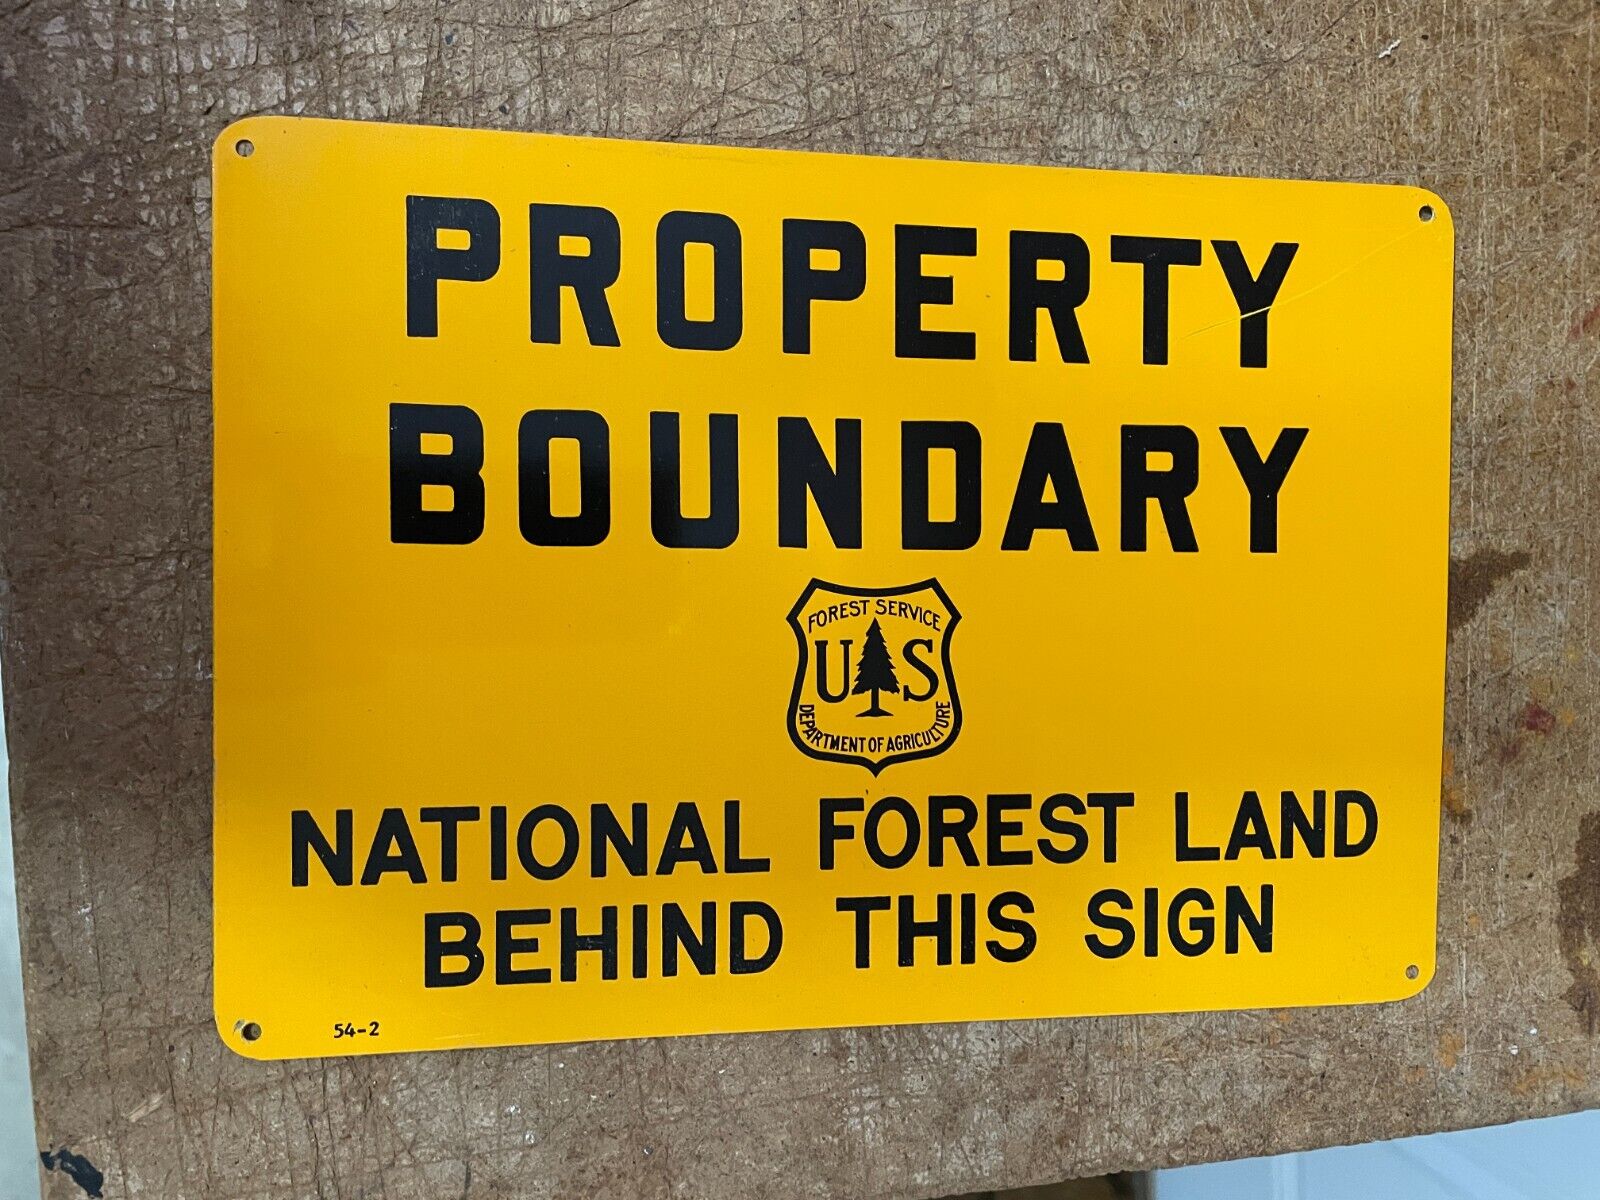 PROPERTY
BOUNDARY
FOREST SERVICE
U S
DEPARTMENT OF AGRICULTURE
NATIONAL FOREST LAND
BEHIND THIS SIGN
54-2